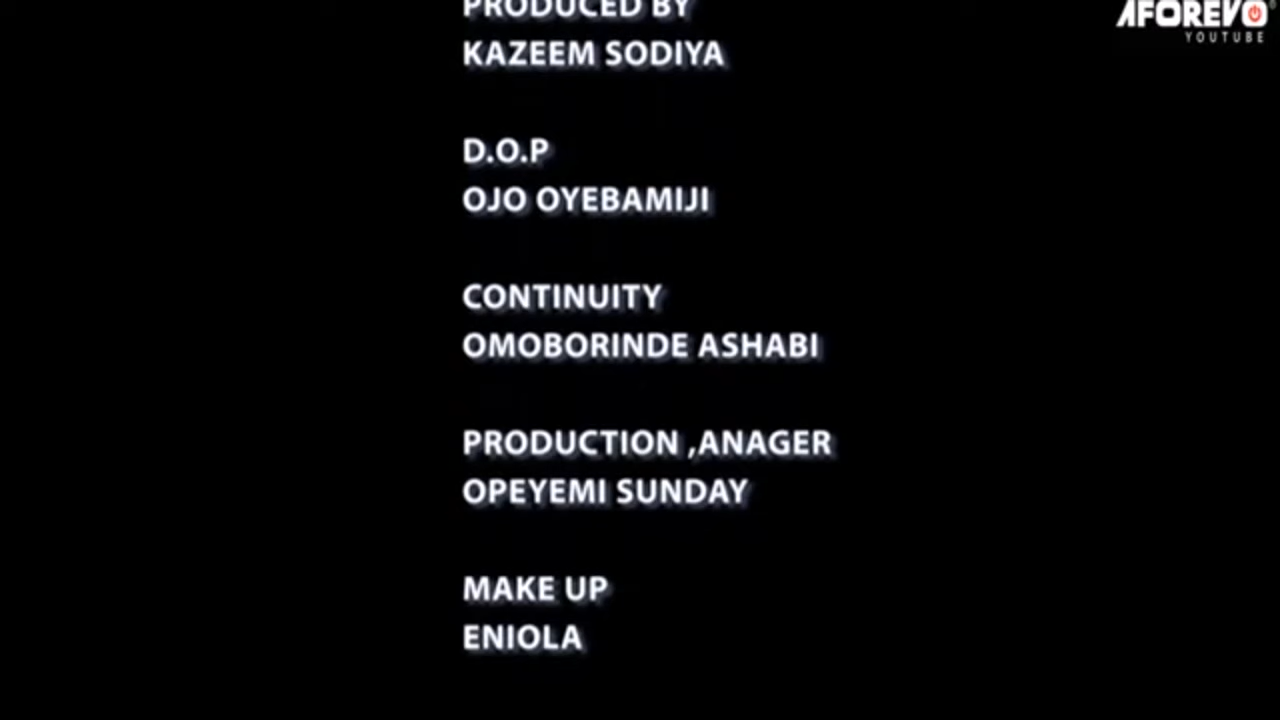 AFOREVO
YOUTUBE
PRODUCED BY
KAZEEM SODIYA
D.O.P
OJO OYEBAMIJI
CONTINUITY
OMOBORINDE ASHABI
PRODUCTION ,ANAGER
OPEYEMI SUNDAY
MAKE UP
ENIOLA